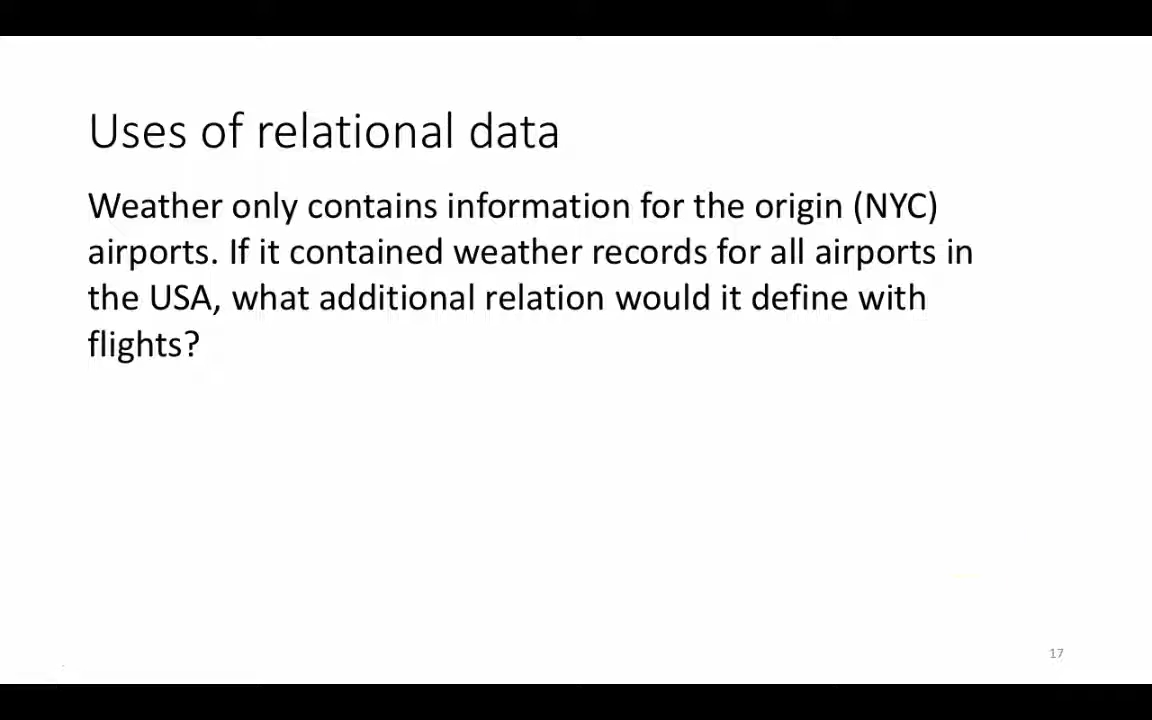 Uses of relational data
Weather only contains information for the origin (NYC)
airports. If it contained weather records for all airports in
the USA, what additional relation would it define with
flights?
17